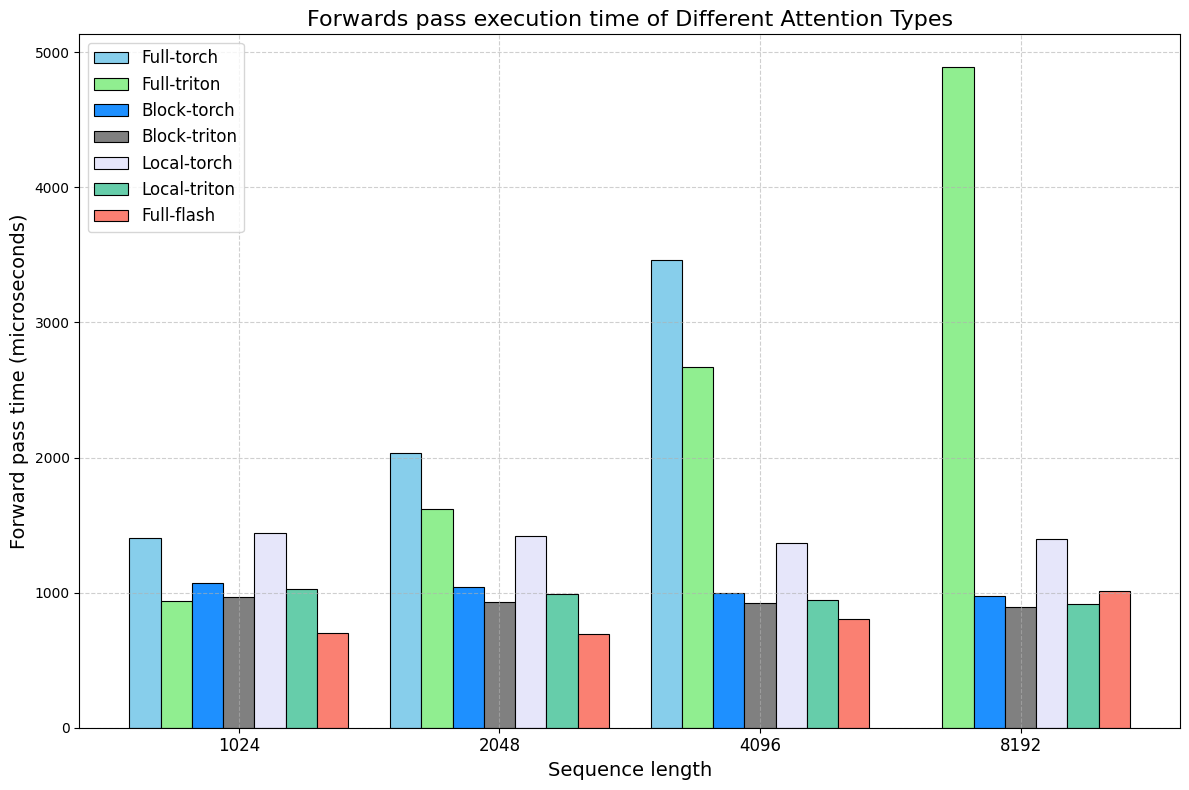 Forwards pass execution time of Different Attention Types
Full-torch
Full-triton
Block-torch
Block-triton
Local-torch
Local-triton
Full-flash
Forward pass time (microseconds)
5000
4000
3000
2000
1000
0
1024 2048 4096 8192
Sequence length